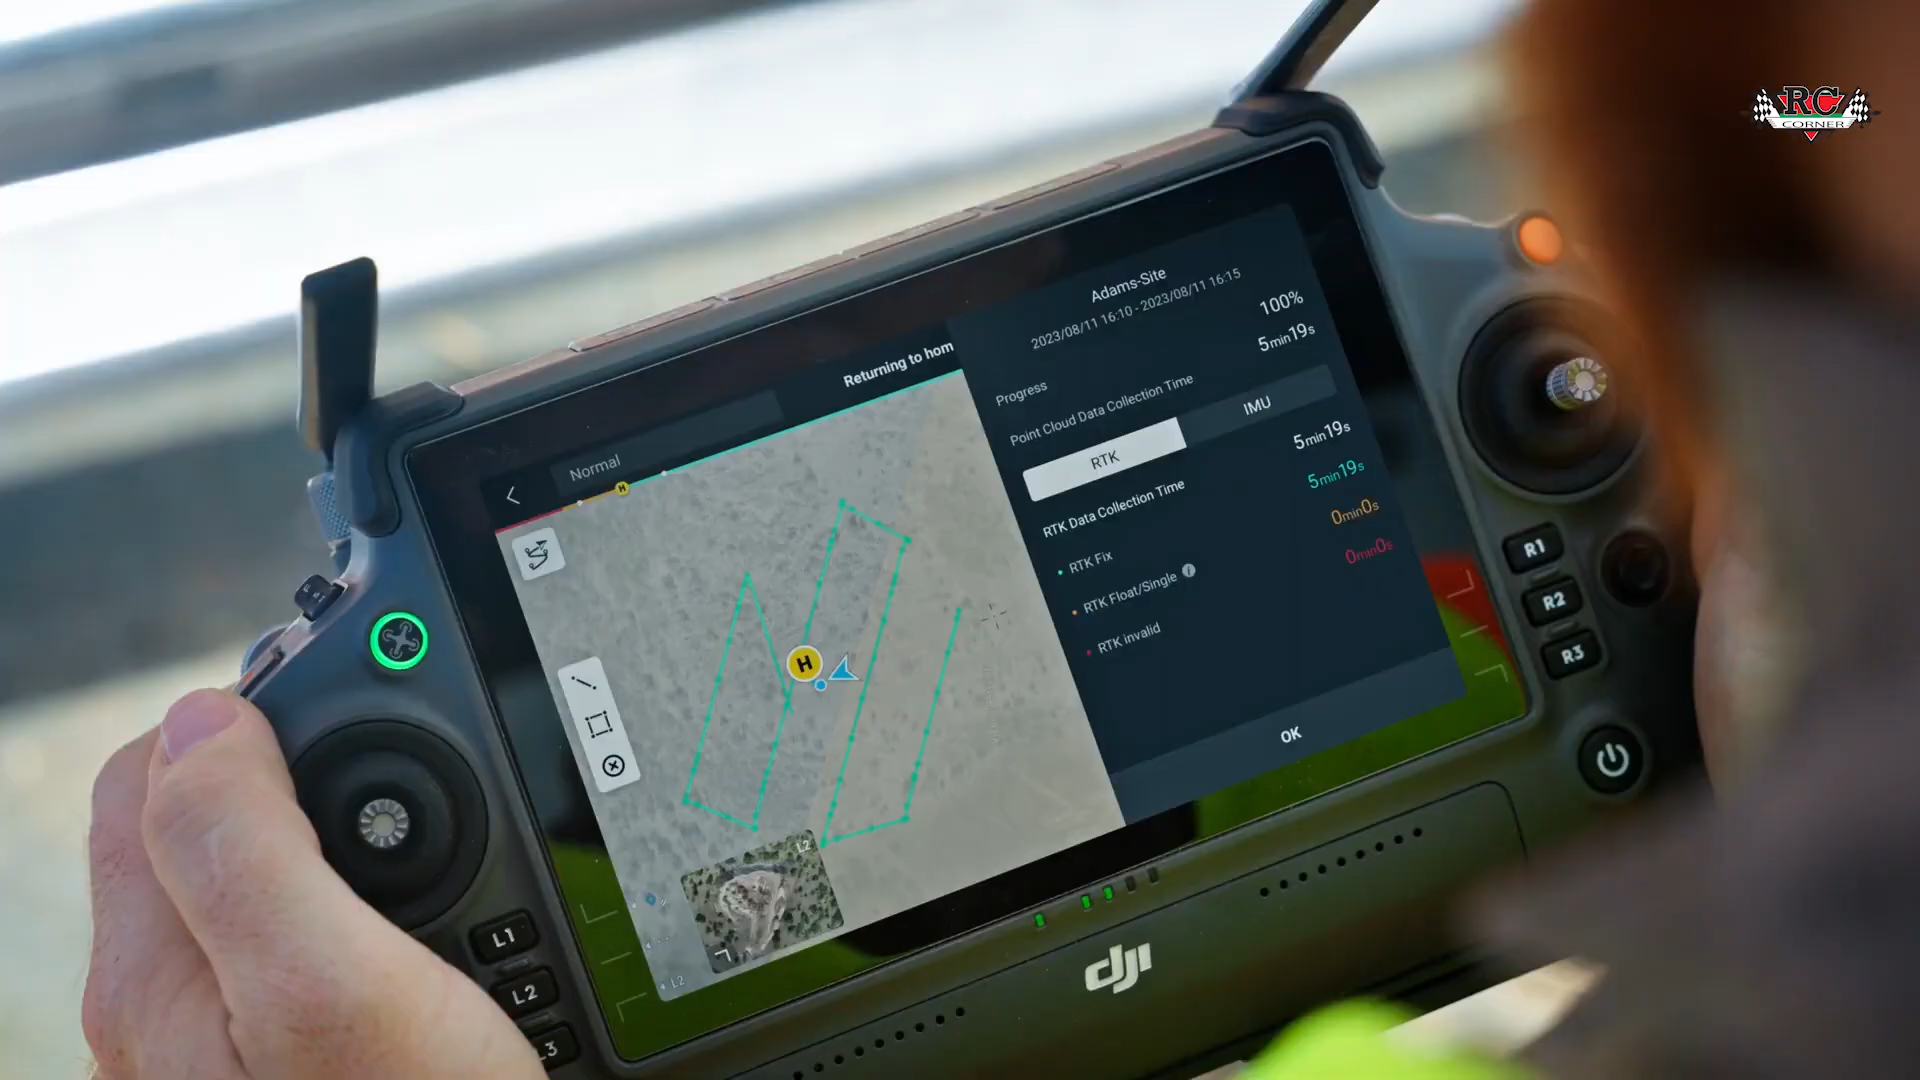 RC
CORNER
Adams-Site
2023/08/11 16:10 - 2023/08/11 16:15
Returning to hom
Normal
H
Progress
100%
Point Cloud Data Collection Time
5min19s
RTK
IMU
RTK Data Collection Time
5min19s
RTK Fix
5min19s
RTK Float/Single
0min0s
RTK invalid
0min0s
OK
H
L2
L2
L1
L2
L3
R1
R2
R3
dji